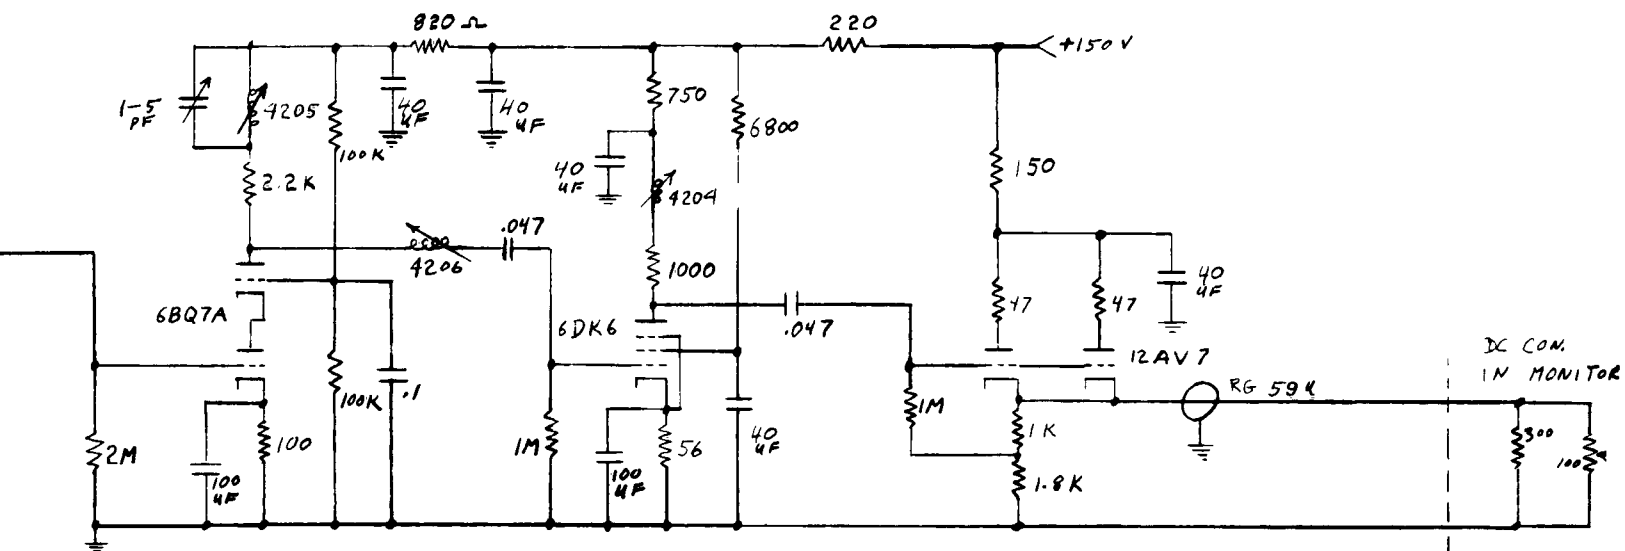 820 Ω
220
+150 V
1-5
PF
4205
40
uF
40
uF
750
6800
100K
2.2K
40
uF
4204
150
.047
4206
1000
6BQ7A
6DK6
.047
47
47
40
uF
12AV7
DC CON.
IN MONITOR
RG 59U
100K
.1
2M
100
100
uF
1M
56
100
uF
40
uF
1M
1K
1.8K
300
100